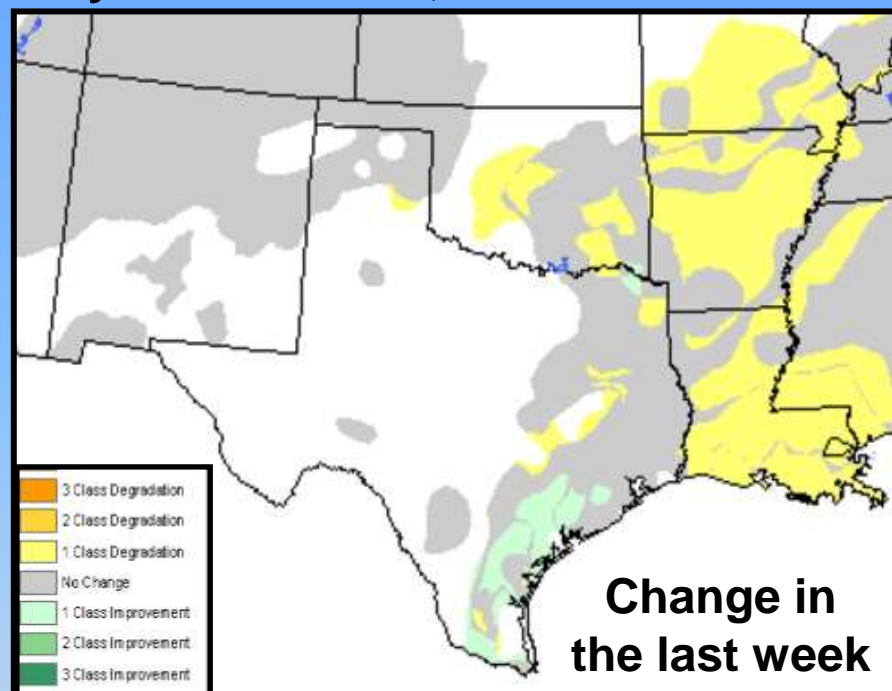 3 Class Degradation
2 Class Degradation
1 Class Degradation
No Change
1 Class Improvement
2 Class Improvement
3 Class Improvement
Change in
the last week